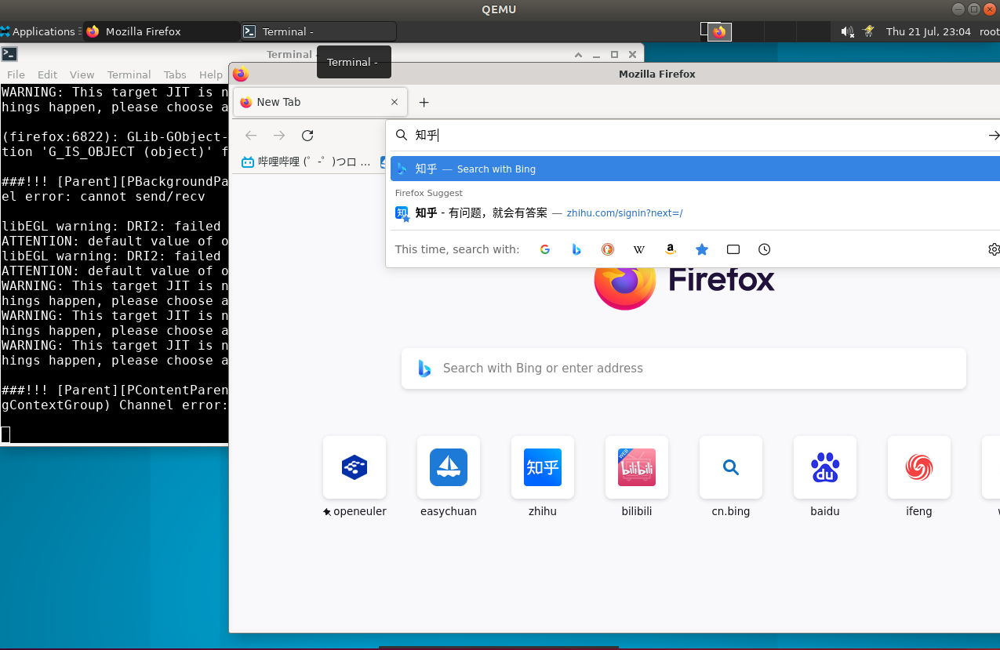 QEMU
Applications
Mozilla Firefox
Terminal -
Thu 21 Jul, 23:04
root
Terminal -
Terminal -
File Edit View Terminal Tabs Help
WARNING: This target JIT is n
hings happen, please choose a
(firefox:6822): GLib-GObject-
tion 'G_IS_OBJECT (object)' f
###!!! [Parent][PBackgroundPa
el error: cannot send/recv
libEGL warning: DRI2: failed
ATTENTION: default value of o
libEGL warning: DRI2: failed
ATTENTION: default value of o
WARNING: This target JIT is n
hings happen, please choose a
WARNING: This target JIT is n
hings happen, please choose a
WARNING: This target JIT is n
hings happen, please choose a
###!!! [Parent][PContentParen
gContextGroup) Channel error:
Mozilla Firefox
New Tab
知乎
哔哩哔哩 (゜-゜)つロ ...
知乎 — Search with Bing
Firefox Suggest
知 知乎 - 有问题，就会有答案 — zhihu.com/signin?next=/
This time, search with:
Firefox
Search with Bing or enter address
知乎
WEB
bilibili
du
openeuler
easychuan
zhihu
bilibili
cn.bing
baidu
ifeng